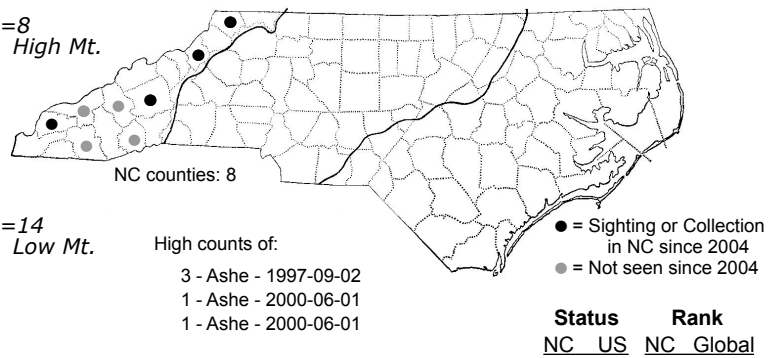 =8
High Mt.
NC counties: 8
=14
Low Mt.
High counts of:
3 - Ashe - 1997-09-02
1 - Ashe - 2000-06-01
1 - Ashe - 2000-06-01
● = Sighting or Collection
in NC since 2004
● = Not seen since 2004
Status Rank
NC US NC Global